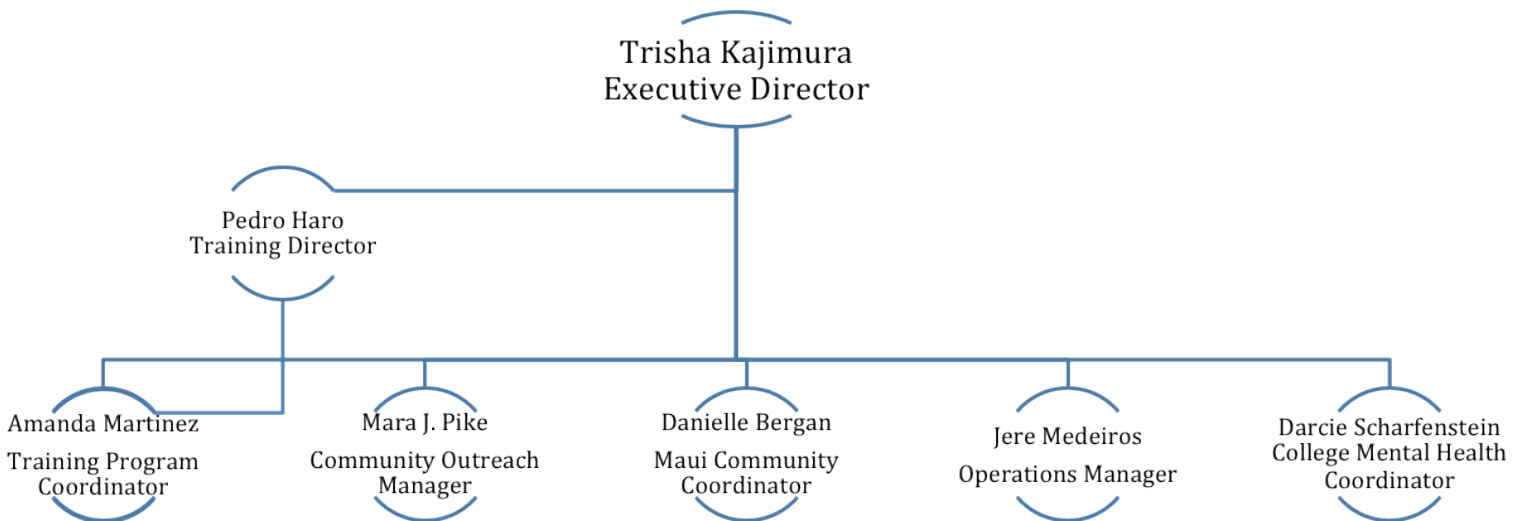 Trisha Kajimura
Executive Director
Pedro Haro
Training Director
Amanda Martinez
Training Program
Coordinator
Mara J. Pike
Community Outreach
Manager
Danielle Bergan
Maui Community
Coordinator
Jere Medeiros
Operations Manager
Darcie Scharfenstein
College Mental Health
Coordinator